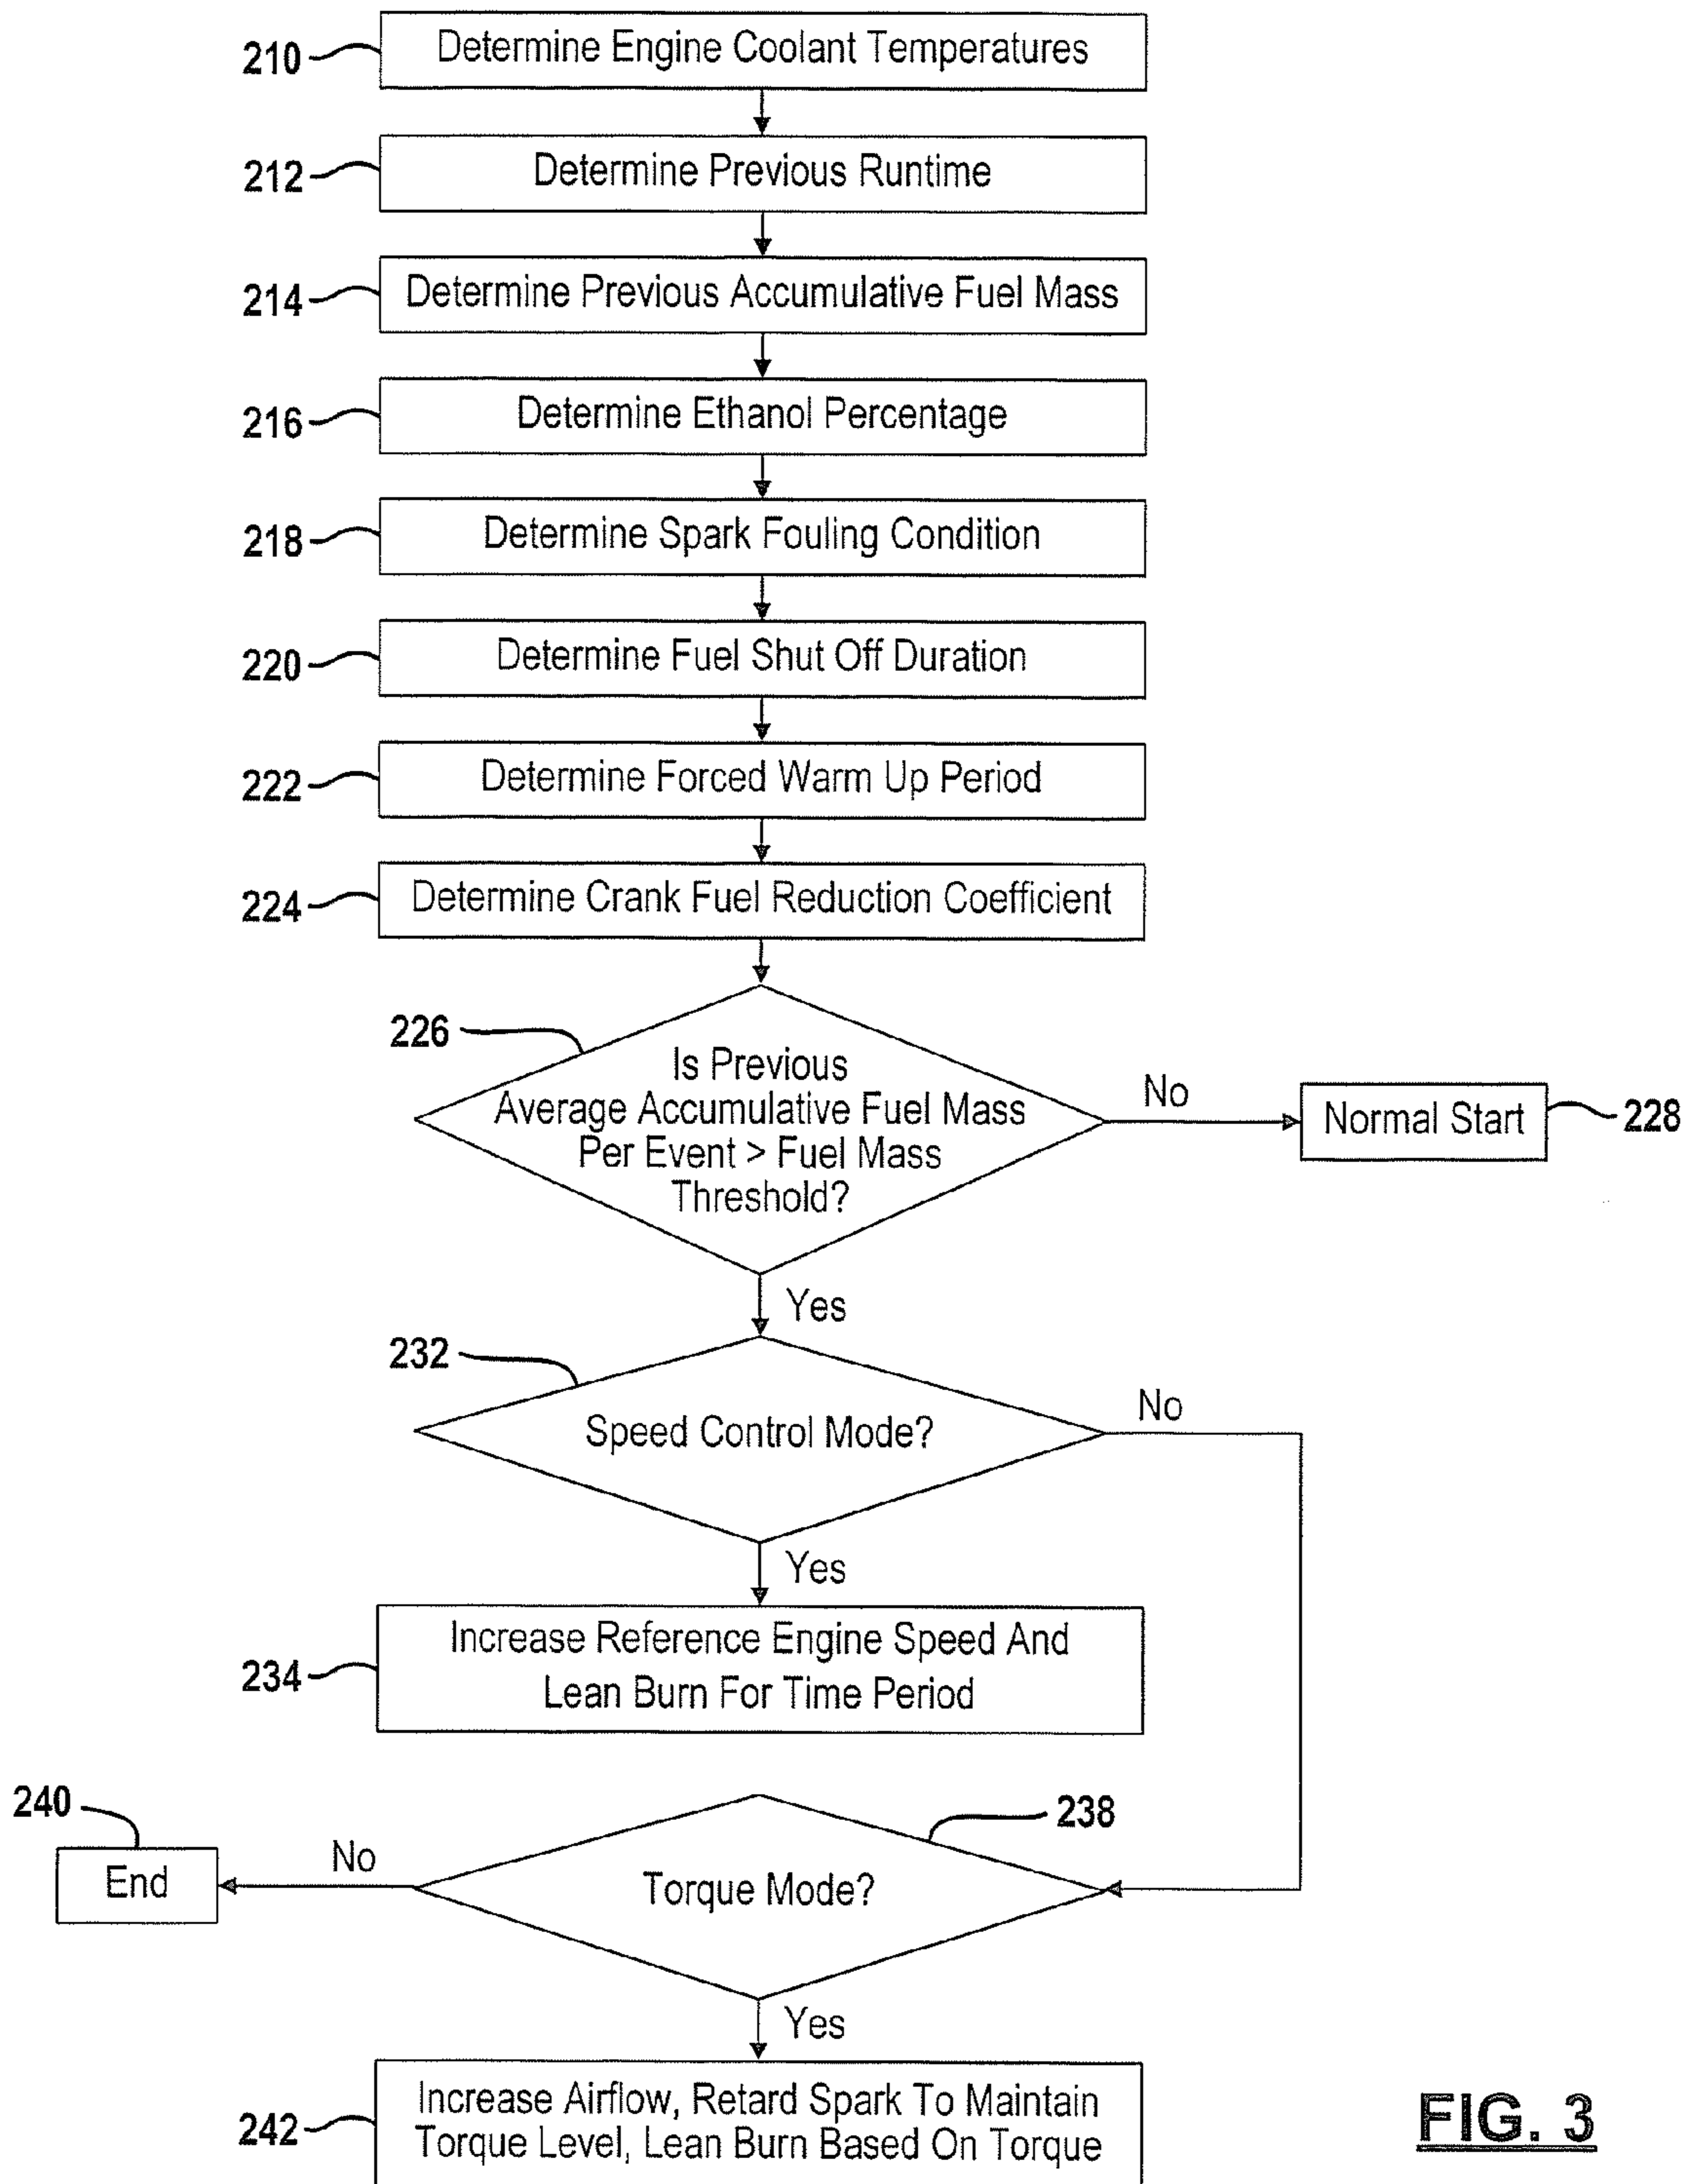 210
Determine Engine Coolant Temperatures
212
Determine Previous Runtime
214
Determine Previous Accumulative Fuel Mass
216
Determine Ethanol Percentage
218
Determine Spark Fouling Condition
220
Determine Fuel Shut Off Duration
222
Determine Forced Warm Up Period
224
Determine Crank Fuel Reduction Coefficient
226
Is Previous
Average Accumulative Fuel Mass
Per Event > Fuel Mass
Threshold?
No
Normal Start
228
Yes
232
Speed Control Mode?
No
Yes
234
Increase Reference Engine Speed And
Lean Burn For Time Period
240
End
No
238
Torque Mode?
Yes
242
Increase Airflow, Retard Spark To Maintain
Torque Level, Lean Burn Based On Torque
FIG. 3